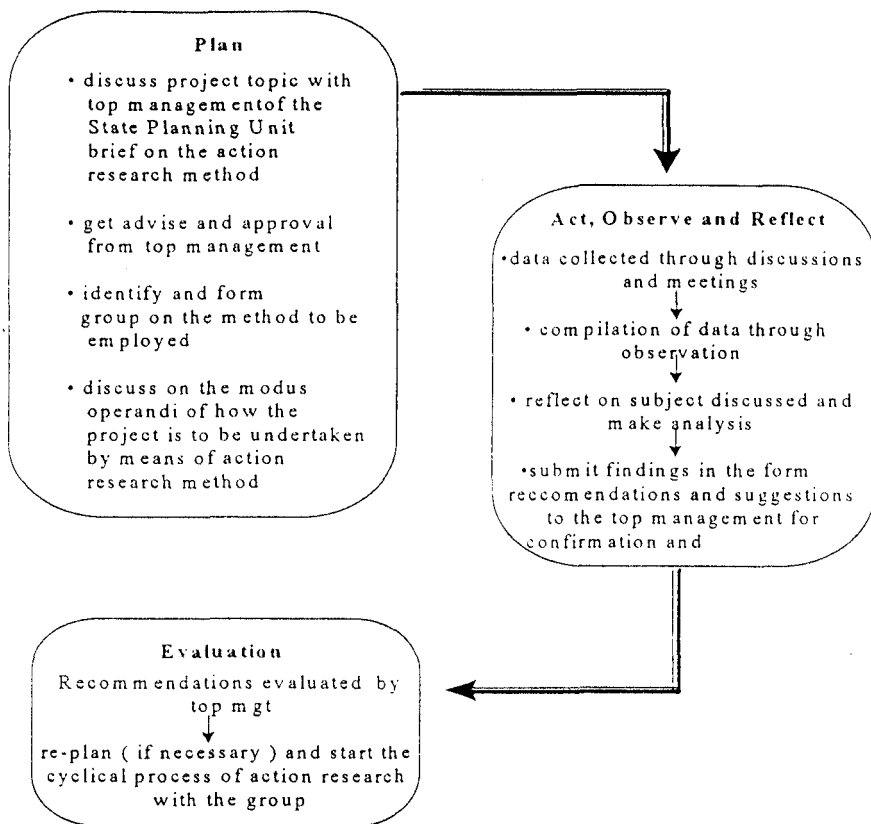 Plan
• discuss project topic with
top managementof the
State Planning Unit
brief on the action
research method
• get advise and approval
from top management
• identify and form
group on the method to be
employed
• discuss on the modus
operandi of how the
project is to be undertaken
by means of action
research method
Act, Observe and Reflect
•data collected through discussions
and meetings
• compilation of data through
observation
• reflect on subject discussed and
make analysis
•submit findings in the form
reccomendations and suggestions
to the top management for
confirmation and
Evaluation
Recommendations evaluated by
top mgt
re-plan ( if necessary ) and start the
cyclical process of action research
with the group